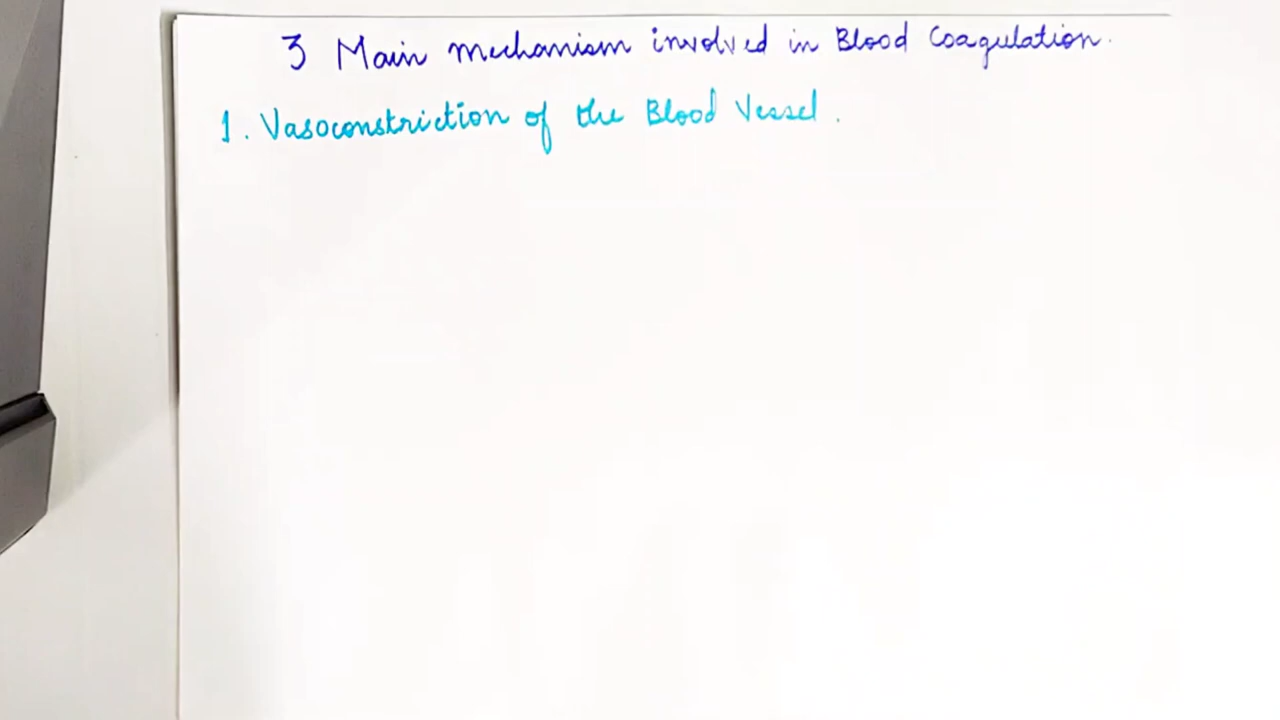 3 Main mechanism involved in Blood Coagulation.
1. Vasoconstriction of the Blood Vessel.